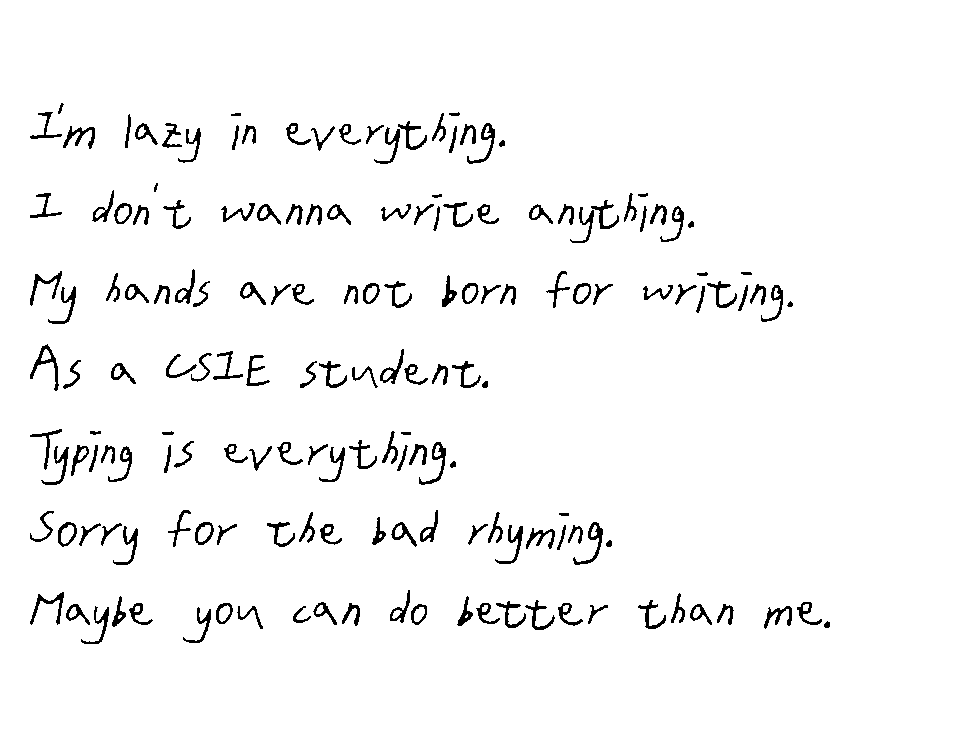 I'm lazy in everything.
I don't wanna write anything.
My hands are not born for writing.
As a CSIE student.
Typing is everything.
Sorry for the bad rhyming.
Maybe you can do better than me.